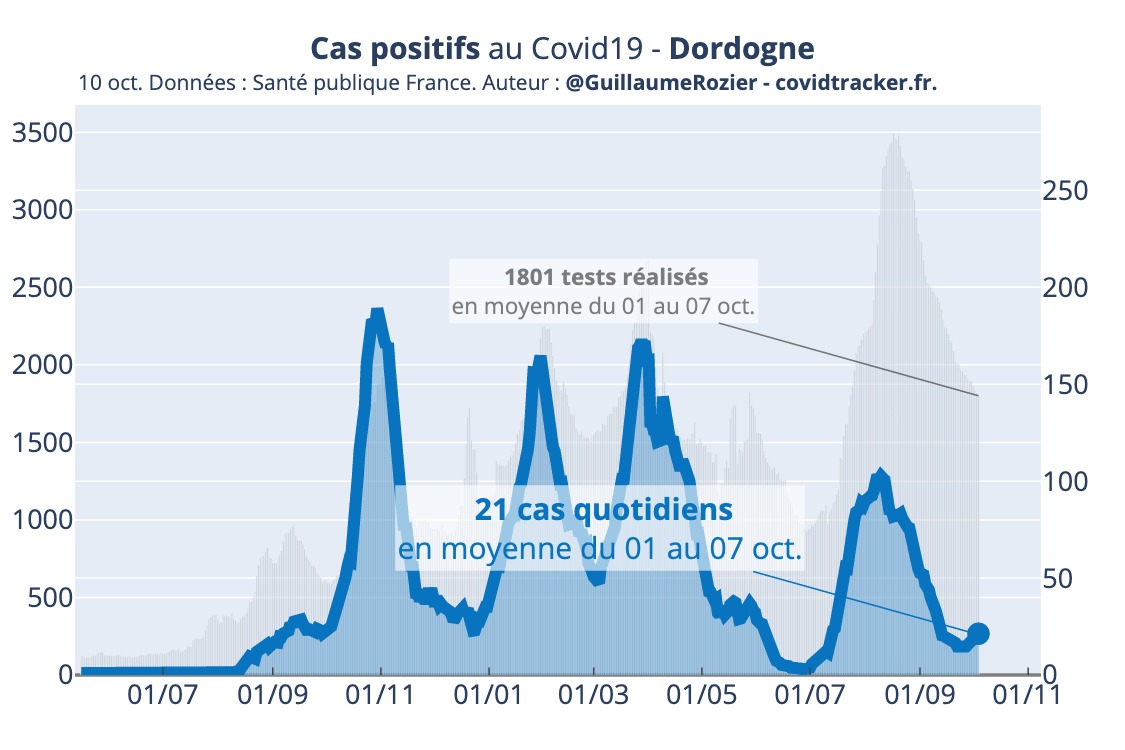 Cas positifs au Covid19 - Dordogne
10 oct. Données : Santé publique France. Auteur : @GuillaumeRozier - covidtracker.fr.
3500
3000
2500
2000
1500
1000
500
0
250
200
150
100
50
0
1801 tests réalisés
en moyenne du 01 au 07 oct.
21 cas quotidiens
en moyenne du 01 au 07 oct.
01/07 01/09 01/11 01/01 01/03 01/05 01/07 01/09 01/11